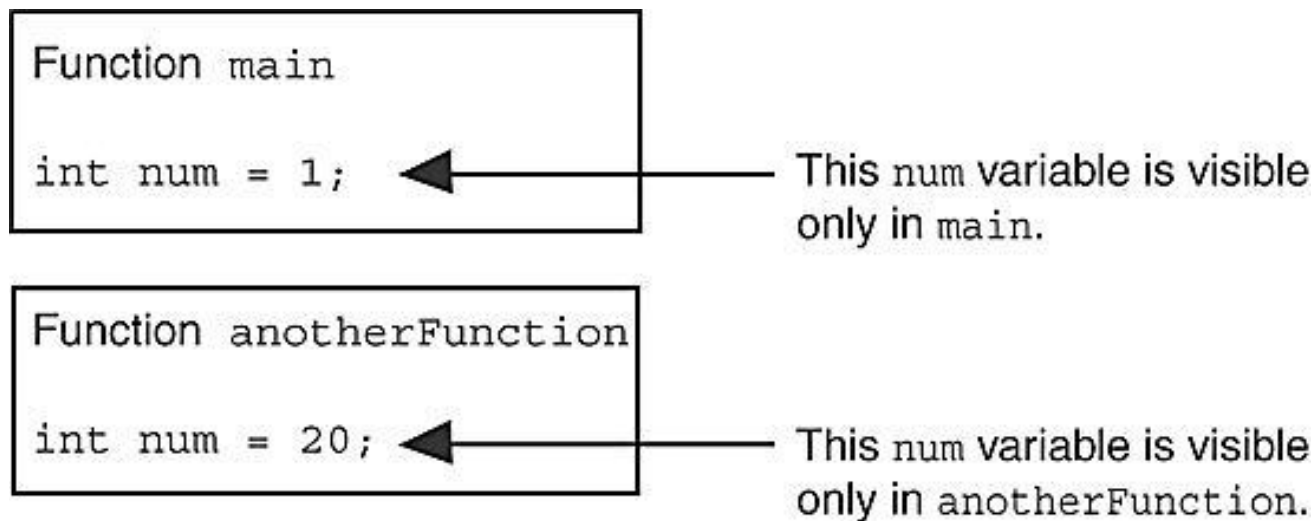 Function main
int num = 1;
This num variable is visible
only in main.
Function anotherFunction
int num = 20;
This num variable is visible
only in anotherFunction.